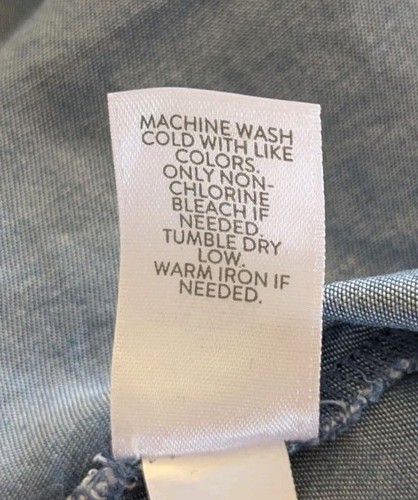 MACHINE WASH
COLD WITH LIKE
COLORS.
ONLY NON-
CHLORINE
BLEACH IF
NEEDED.
TUMBLE DRY
LOW.
WARM IRON IF
NEEDED.